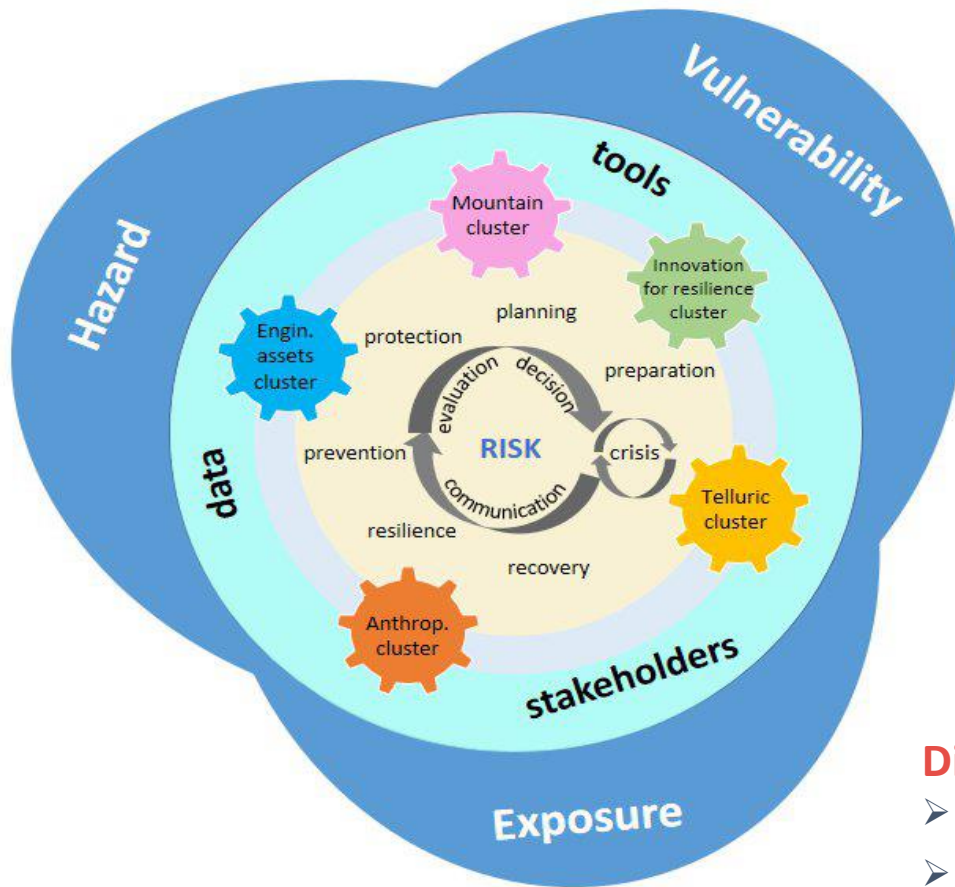 Vulnerability
Hazard
tools
Mountain
cluster
Innovation
for resilience
cluster
Engin.
assets
cluster
planning
protection
preparation
evaluation
decision
RISK
crisis
prevention
communication
data
Telluric
cluster
resilience
recovery
Anthrop.
cluster
stakeholders
Exposure